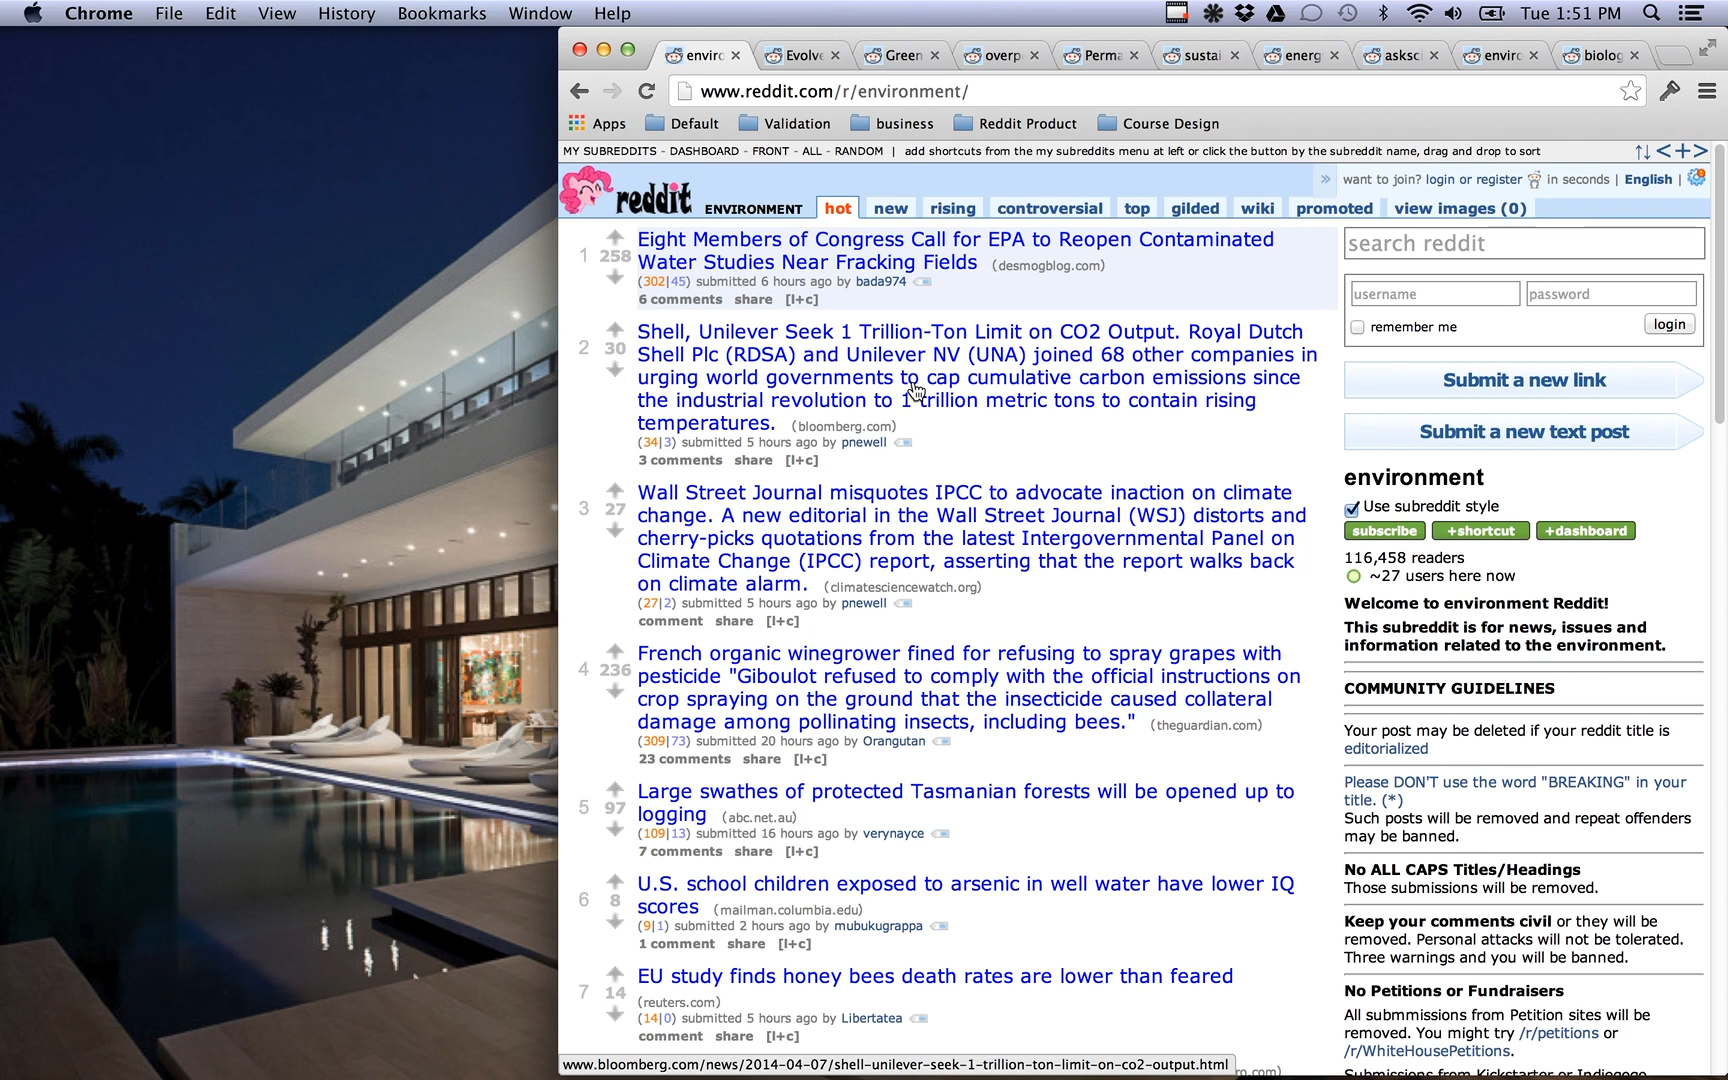 Chrome File Edit View History Bookmarks Window Help Tue 1:51 PM
enviro Evolve Green overp Perma sustai energ asksci enviro biolog
www.reddit.com/r/environment/
Apps Default Validation business Reddit Product Course Design
MY SUBREDDITS - DASHBOARD - FRONT - ALL - RANDOM | add shortcuts from the my subreddits menu at left or click the button by the subreddit name, drag and drop to sort
» want to join? login or register in seconds | English |
reddit ENVIRONMENT hot new rising controversial top gilded wiki promoted view images (0)
1 258 Eight Members of Congress Call for EPA to Reopen Contaminated
Water Studies Near Fracking Fields (desmogblog.com)
(302|45) submitted 6 hours ago by bada974
6 comments share [l+c]
2 30 Shell, Unilever Seek 1 Trillion-Ton Limit on CO2 Output. Royal Dutch
Shell Plc (RDSA) and Unilever NV (UNA) joined 68 other companies in
urging world governments to cap cumulative carbon emissions since
the industrial revolution to 1 trillion metric tons to contain rising
temperatures. (bloomberg.com)
(34|3) submitted 5 hours ago by pnewell
3 comments share [l+c]
3 27 Wall Street Journal misquotes IPCC to advocate inaction on climate
change. A new editorial in the Wall Street Journal (WSJ) distorts and
cherry-picks quotations from the latest Intergovernmental Panel on
Climate Change (IPCC) report, asserting that the report walks back
on climate alarm. (climatesciencewatch.org)
(27|2) submitted 5 hours ago by pnewell
comment share [l+c]
4 236 French organic winegrower fined for refusing to spray grapes with
pesticide "Giboulot refused to comply with the official instructions on
crop spraying on the ground that the insecticide caused collateral
damage among pollinating insects, including bees." (theguardian.com)
(309|73) submitted 20 hours ago by Orangutan
23 comments share [l+c]
5 97 Large swathes of protected Tasmanian forests will be opened up to
logging (abc.net.au)
(109|13) submitted 16 hours ago by verynayce
7 comments share [l+c]
6 8 U.S. school children exposed to arsenic in well water have lower IQ
scores (mailman.columbia.edu)
(9|1) submitted 2 hours ago by mubukugrappa
1 comment share [l+c]
7 14 EU study finds honey bees death rates are lower than feared
(reuters.com)
(14|0) submitted 5 hours ago by Libertatea
comment share [l+c]
www.bloomberg.com/news/2014-04-07/shell-unilever-seek-1-trillion-ton-limit-on-co2-output.html
search reddit
username password
remember me login
Submit a new link
Submit a new text post
environment
Use subreddit style
subscribe +shortcut +dashboard
116,458 readers
~27 users here now
Welcome to environment Reddit!
This subreddit is for news, issues and
information related to the environment.
COMMUNITY GUIDELINES
Your post may be deleted if your reddit title is
editorialized
Please DON'T use the word "BREAKING" in your
title. (*)
Such posts will be removed and repeat offenders
may be banned.
No ALL CAPS Titles/Headings
Those submissions will be removed.
Keep your comments civil or they will be
removed. Personal attacks will not be tolerated.
Three warnings and you will be banned.
No Petitions or Fundraisers
All submmissions from Petition sites will be
removed. You might try /r/petitions or
/r/WhiteHousePetitions.
Submissions from Kickstarter or Indiegogo